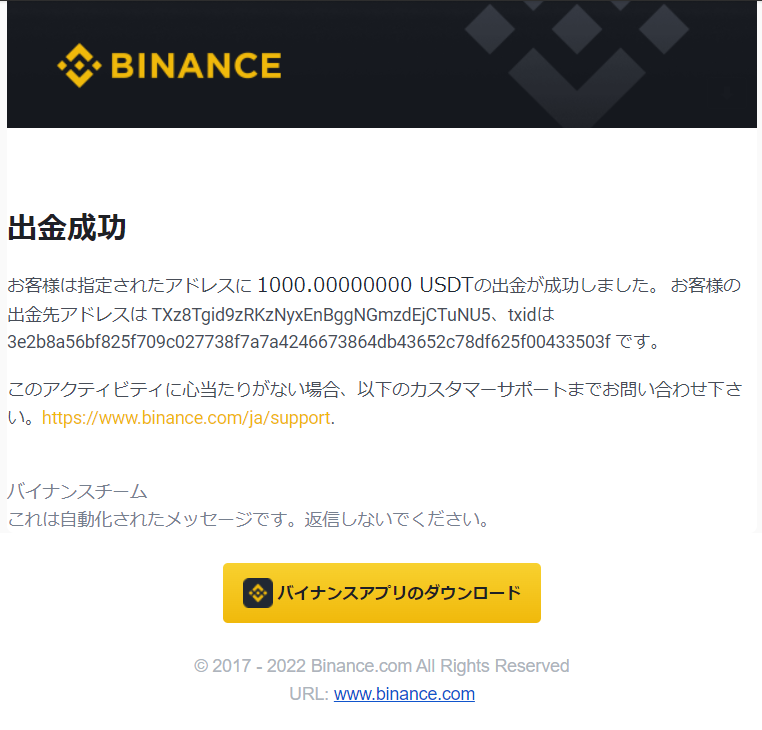 BINANCE
出金成功
お客様は指定されたアドレスに 1000.00000000 USDTの出金が成功しました。 お客様の
出金先アドレスは TXz8Tgid9zRKzNyxEnBggNGmzdEjCTuNU5、txidは
3e2b8a56bf825f709c027738f7a7a4246673864db43652c78df625f00433503f です。
このアクティビティに心当たりがない場合、以下のカスタマーサポートまでお問い合わせ下さ
い。https://www.binance.com/ja/support.
バイナンスチーム
これは自動化されたメッセージです。返信しないでください。
バイナンスアプリのダウンロード
© 2017 - 2022 Binance.com All Rights Reserved
URL: www.binance.com